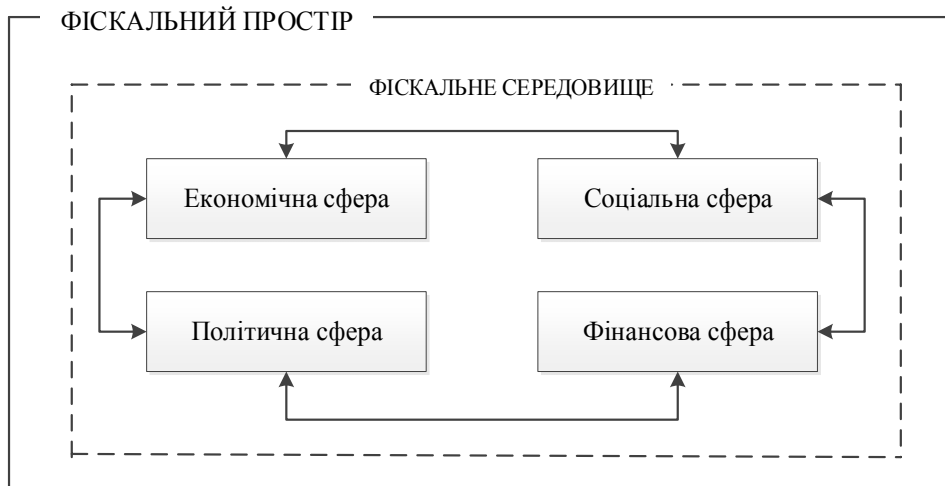 ФІСКАЛЬНИЙ ПРОСТІР
ФІСКАЛЬНЕ СЕРЕДОВИЩЕ
Економічна сфера
Соціальна сфера
Політична сфера
Фінансова сфера